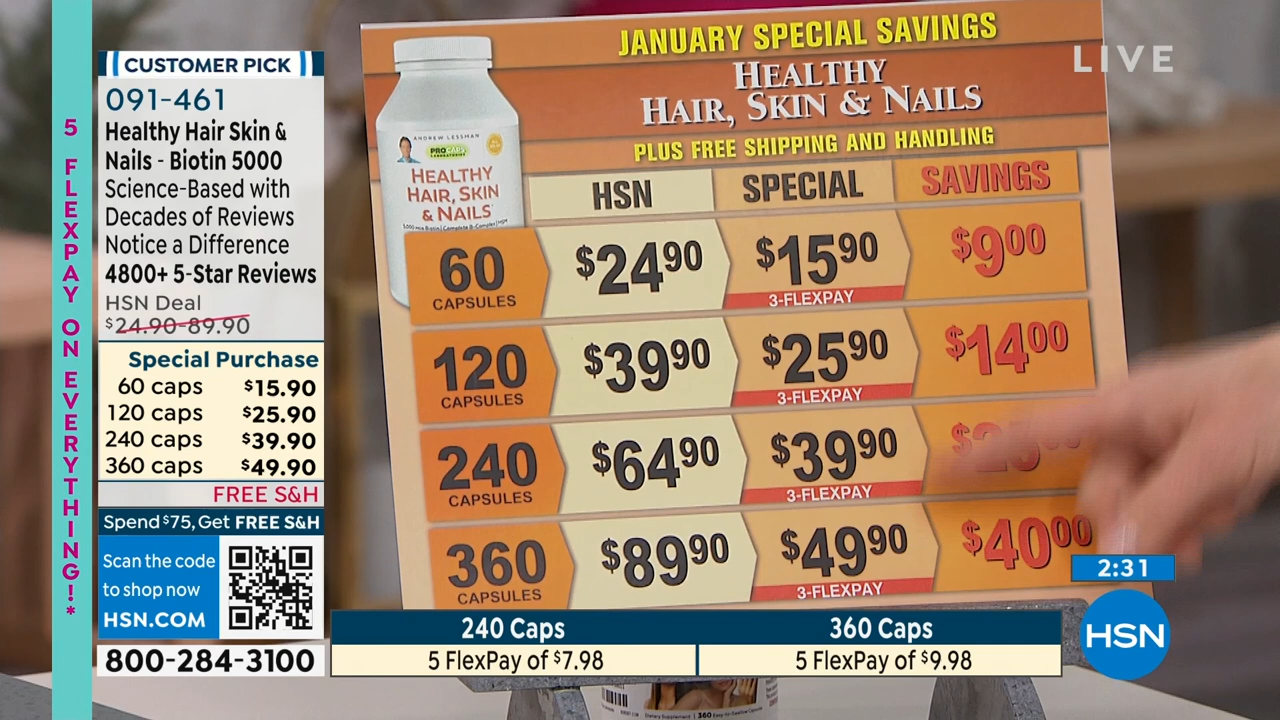 5 FLEXPAY ON EVERYTHING!*
CUSTOMER PICK
091-461
Healthy Hair Skin &
Nails - Biotin 5000
Science-Based with
Decades of Reviews
Notice a Difference
4800+ 5-Star Reviews
HSN Deal
$24.90-89.90
Special Purchase
60 caps $15.90
120 caps $25.90
240 caps $39.90
360 caps $49.90
FREE S&H
Spend $75, Get FREE S&H
Scan the code
to shop now
HSN.COM
800-284-3100
LIVE
JANUARY SPECIAL SAVINGS
HEALTHY
HAIR, SKIN & NAILS
PLUS FREE SHIPPING AND HANDLING
ANDREW LESSMAN
PROCAPS
LABORATORIES
HEALTHY
HAIR, SKIN
& NAILS
HSN SPECIAL SAVINGS
60 CAPSULES $24.90 $15.90 $9.00
3-FLEXPAY
120 CAPSULES $39.90 $25.90 $14.00
3-FLEXPAY
240 CAPSULES $64.90 $39.90
3-FLEXPAY
360 CAPSULES $89.90 $49.90 $40.00
3-FLEXPAY
2:31
HSN
240 Caps 360 Caps
5 FlexPay of $7.98 5 FlexPay of $9.98
Dietary Supplement 360